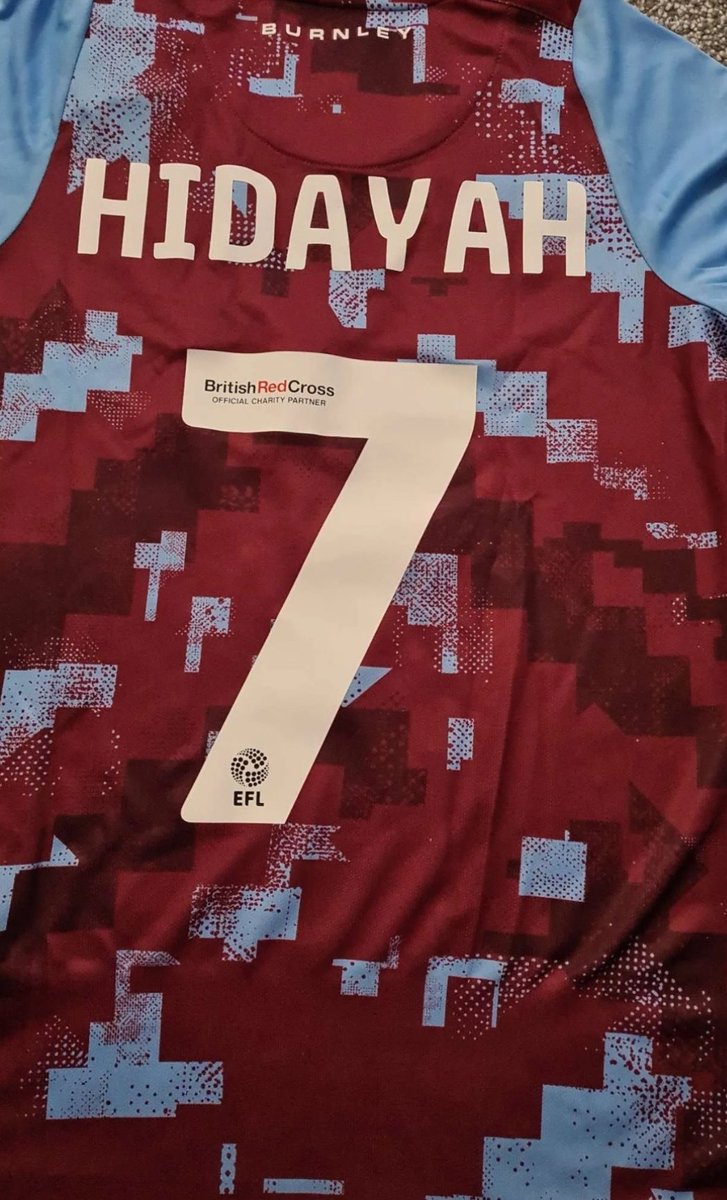 BURNLEY
HIDAYAH
7
BritishRedCross
OFFICIAL CHARITY PARTNER
EFL